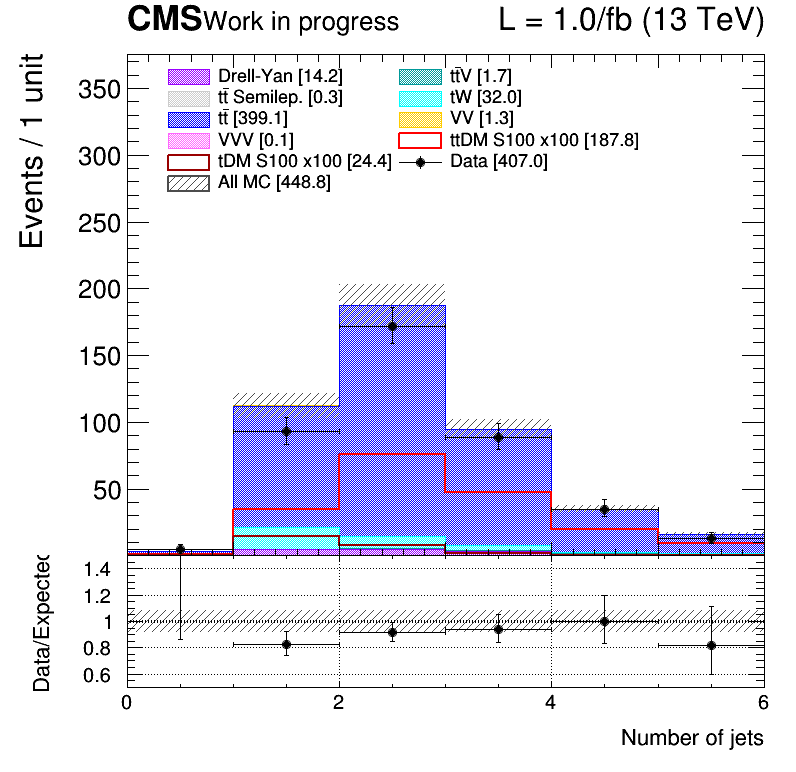 CMS Work in progress L = 1.0/fb (13 TeV)
Events / 1 unit
350
300
250
200
150
100
50
Drell-Yan [14.2]
tt̄V [1.7]
tt̄ Semilep. [0.3]
tW [32.0]
tt̄ [399.1]
VV [1.3]
VVV [0.1]
ttDM S100 x100 [187.8]
tDM S100 x100 [24.4]
Data [407.0]
All MC [448.8]
Data/Expected
1.4
1.2
1
0.8
0.6
0 2 4 6
Number of jets